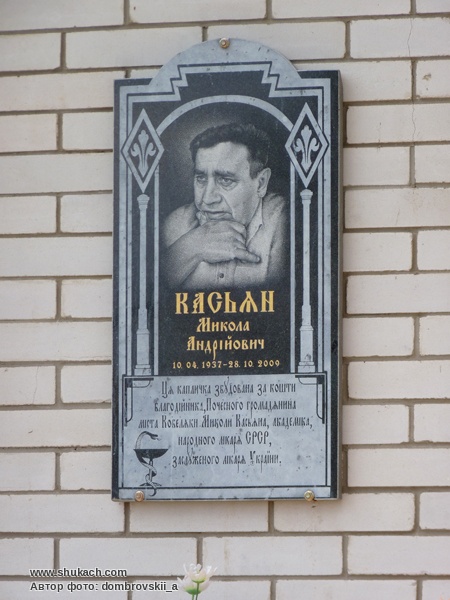 КАСЬЯН
Микола
Андрійович
10. 04. 1937-28. 10. 2009
Ця капличка збудована за кошти
благодійника, Почесного громадянина
міста Кобеляки Миколи Касьяна, академіка,
народного лікаря СРСР,
заслуженого лікаря України.
www.shukach.com
Автор фото: dombrovskii_a